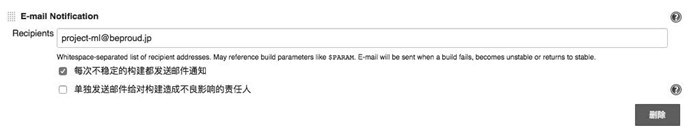 E-mail Notification
Recipients project-ml@beproud.jp
Whitespace-separated list of recipient addresses. May reference build parameters like $PARAM. E-mail will be sent when a build fails, becomes unstable or returns to stable.
每次不稳定的构建都发送邮件通知
单独发送邮件给对构建造成不良影响的责任人
删除